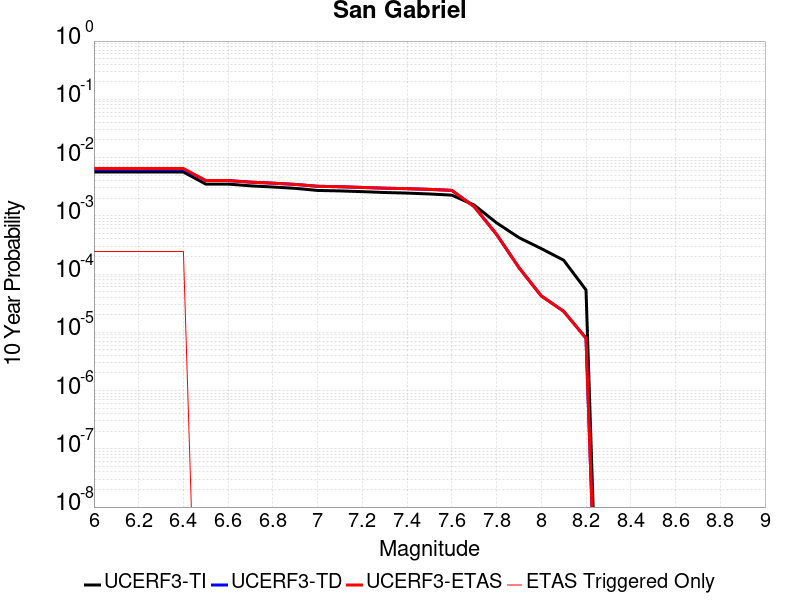 San Gabriel
10 0
10 -1
10 -2
10 -3
10 -4
10 -5
10 -6
10 -7
10 -8
10 Year Probability
6 6.2 6.4 6.6 6.8 7 7.2 7.4 7.6 7.8 8 8.2 8.4 8.6 8.8 9
Magnitude
UCERF3-TI UCERF3-TD UCERF3-ETAS ETAS Triggered Only